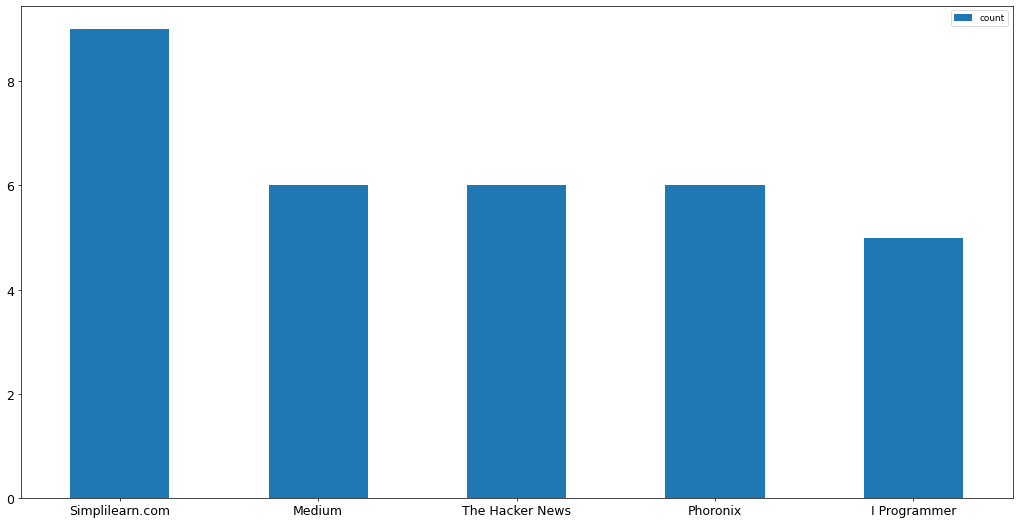 count
8
6
4
2
0
Simplilearn.com
Medium
The Hacker News
Phoronix
I Programmer